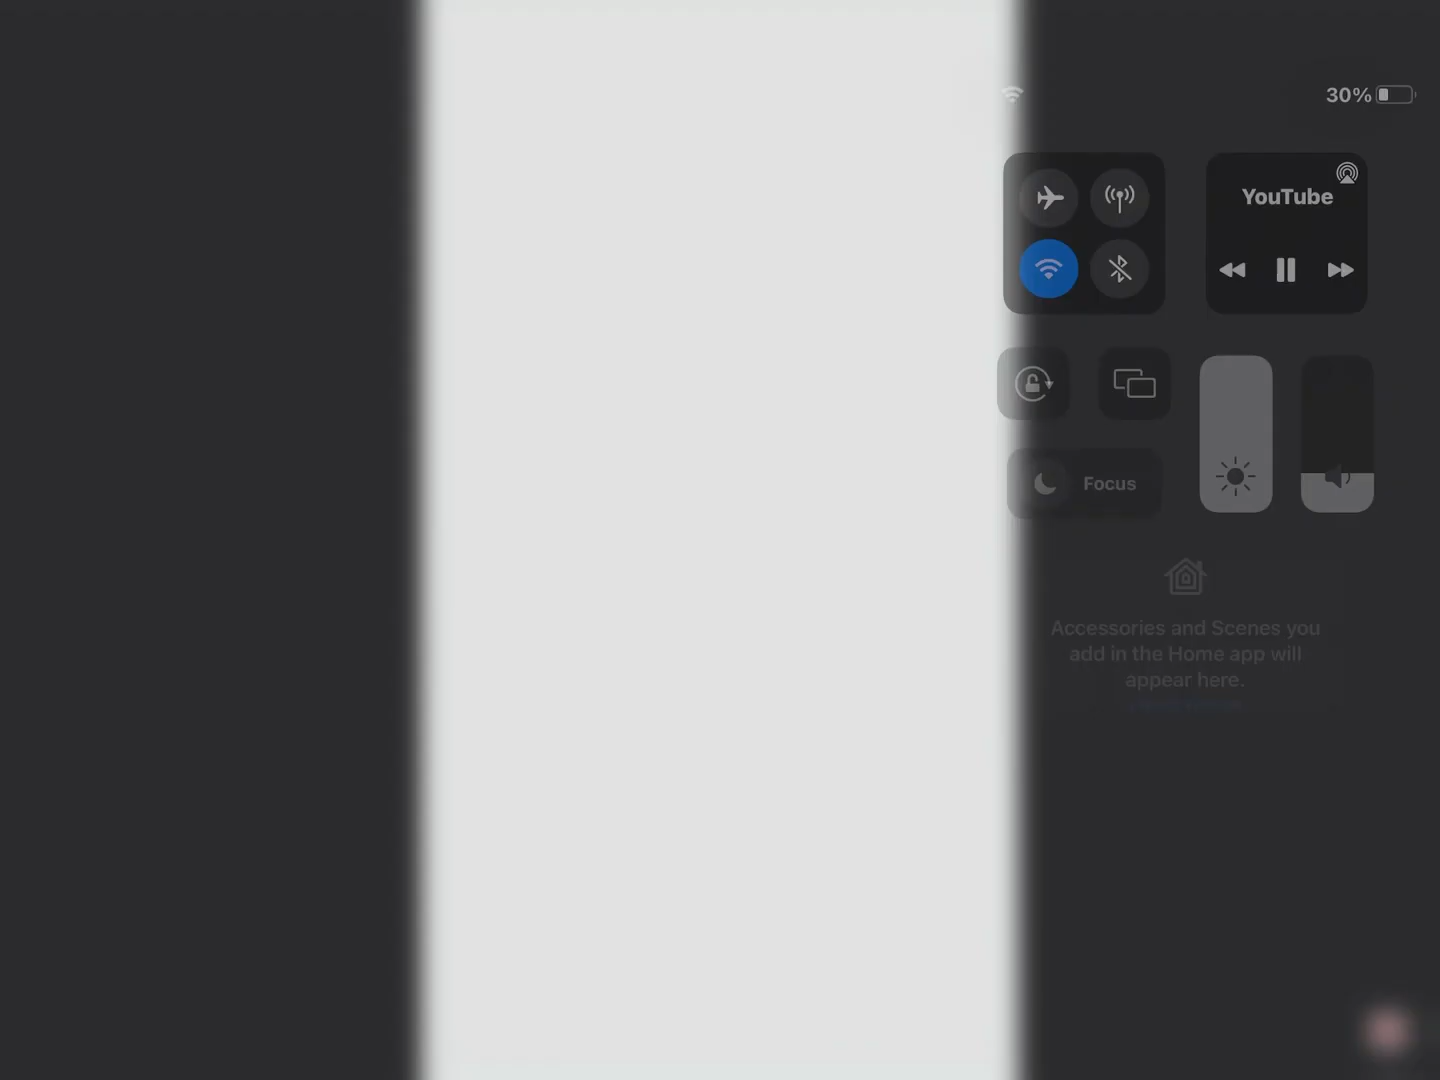 30%
YouTube
Focus
Accessories and Scenes you
add in the Home app will
appear here.